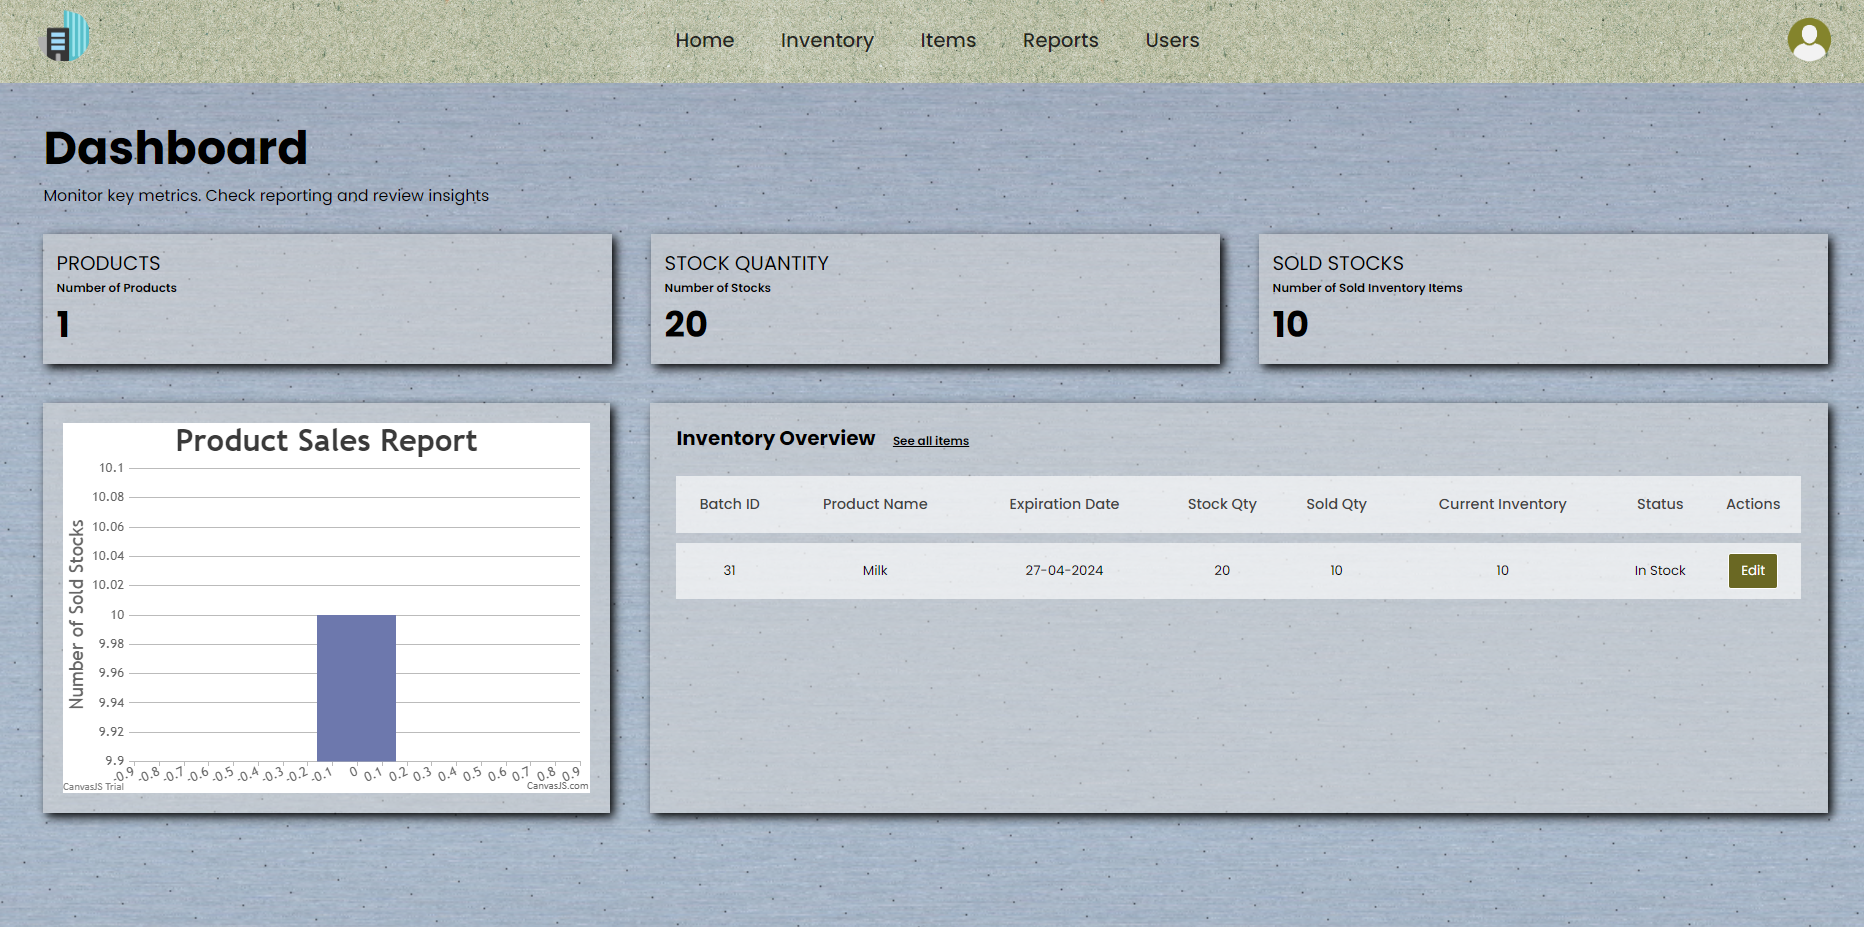 Home Inventory Items Reports Users
Dashboard
Monitor key metrics. Check reporting and review insights
PRODUCTS
Number of Products
1
STOCK QUANTITY
Number of Stocks
20
SOLD STOCKS
Number of Sold Inventory Items
10
Product Sales Report
Number of Sold Stocks
10.1
10.08
10.06
10.04
10.02
10
9.98
9.96
9.94
9.92
9.9
-0.9 -0.8 -0.7 -0.6 -0.5 -0.4 -0.3 -0.2 -0.1 0 0.1 0.2 0.3 0.4 0.5 0.6 0.7 0.8 0.9
CanvasJS Trial CanvasJS.com
Inventory Overview See all items
Batch ID Product Name Expiration Date Stock Qty Sold Qty Current Inventory Status Actions
31 Milk 27-04-2024 20 10 10 In Stock Edit